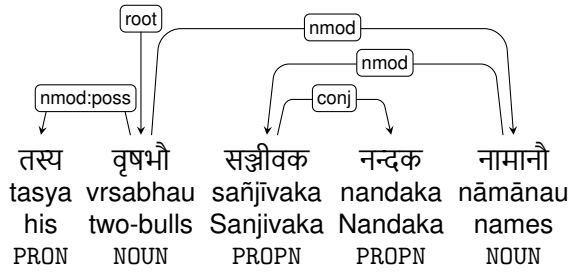 root
nmod
nmod
nmod:poss
conj
तस्य वृषभौ सञ्जीवक नन्दक नामानौ
tasya vrsabhau sañjīvaka nandaka nāmānau
his two-bulls Sanjivaka Nandaka names
PRON NOUN PROPN PROPN NOUN